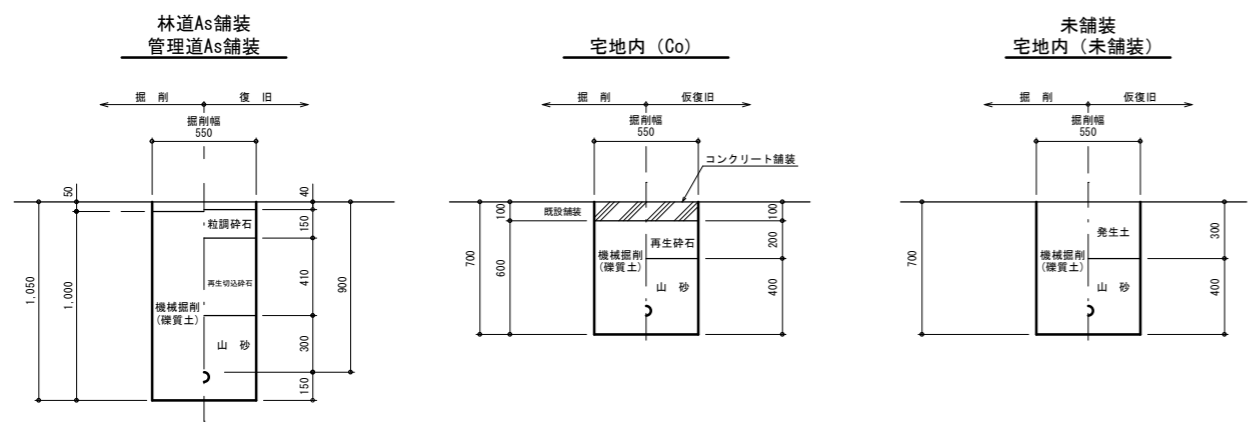 林道As舗装
管理道As舗装
掘 削
復 旧
掘削幅
550
50
1,050
1,000
粒調砕石
再生切込砕石
機械掘削
(礫質土)
山 砂
40
150
410
300
150
900
宅地内（Co）
掘 削
仮復旧
掘削幅
550
コンクリート舗装
既設舗装
100
700
600
機械掘削
(礫質土)
再生砕石
山 砂
100
200
400
未舗装
宅地内（未舗装）
掘 削
仮復旧
掘削幅
550
700
機械掘削
(礫質土)
発生土
山 砂
300
400